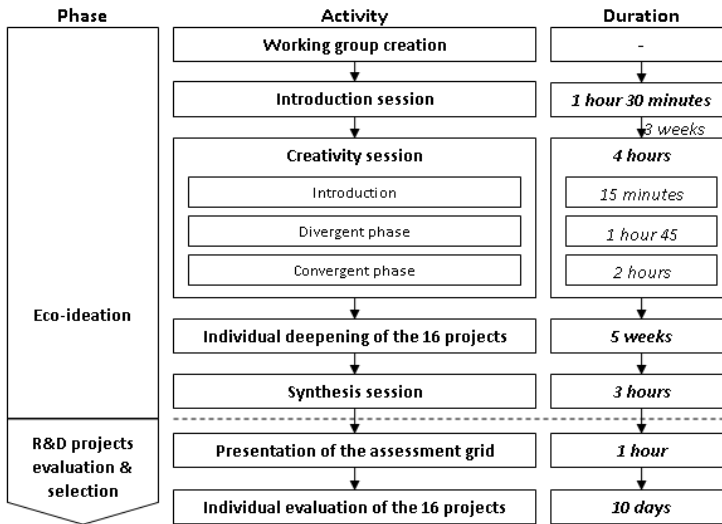 Phase
Activity
Duration
Working group creation
-
Introduction session
1 hour 30 minutes
3 weeks
Creativity session
4 hours
Introduction
15 minutes
Divergent phase
1 hour 45
Convergent phase
2 hours
Eco-ideation
Individual deepening of the 16 projects
5 weeks
Synthesis session
3 hours
R&D projects
evaluation &
selection
Presentation of the assessment grid
1 hour
Individual evaluation of the 16 projects
10 days